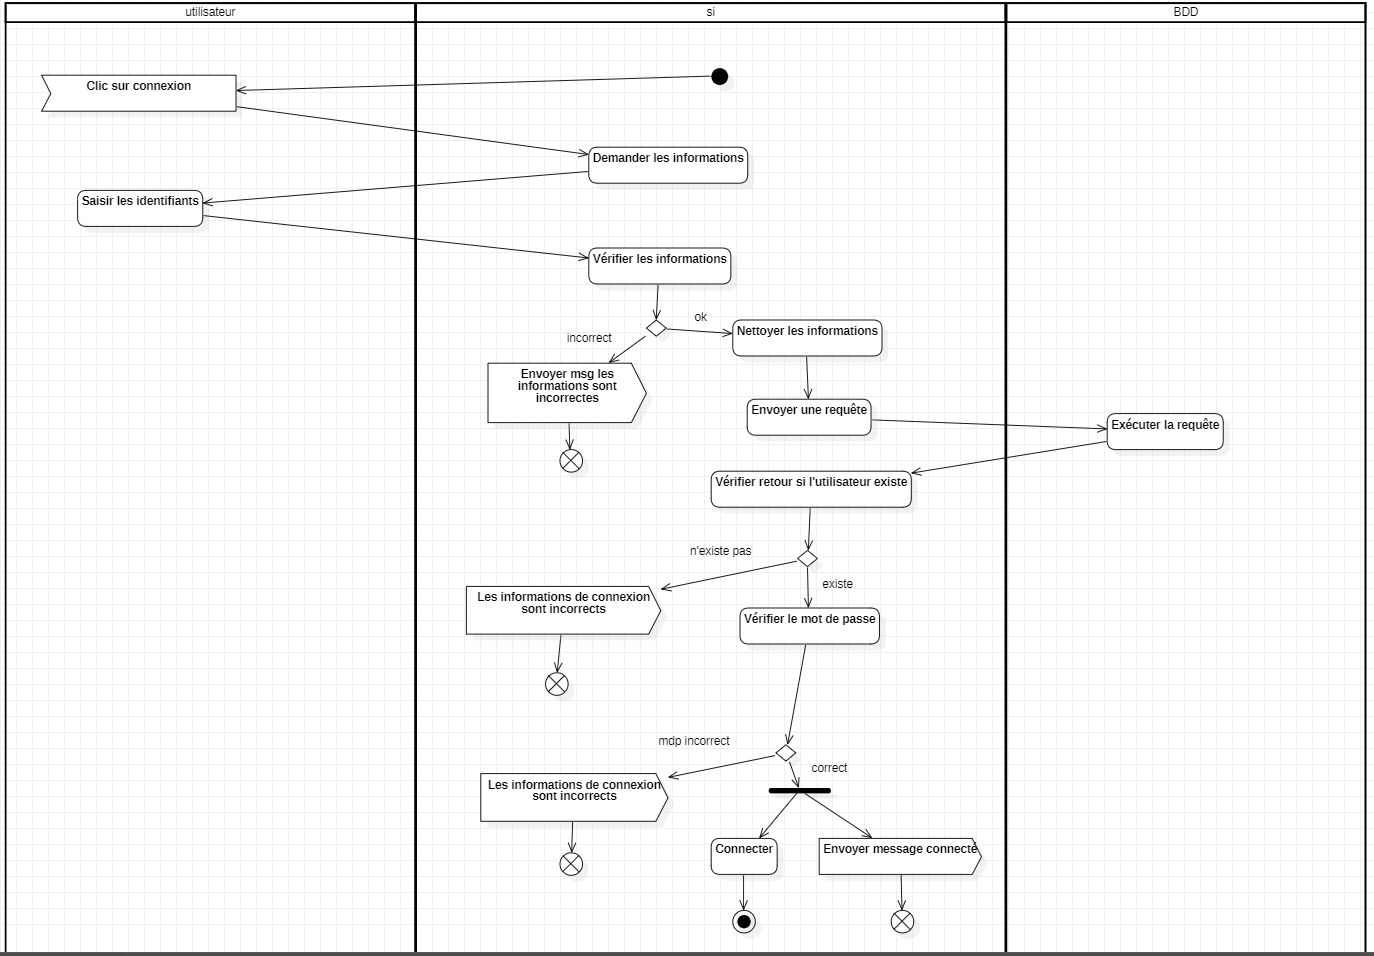 utilisateur
si
BDD
Clic sur connexion
Demander les informations
Saisir les identifiants
Vérifier les informations
ok
incorrect
Nettoyer les informations
Envoyer msg les
informations sont
incorrectes
Envoyer une requête
Exécuter la requête
Vérifier retour si l'utilisateur existe
n'existe pas
existe
Les informations de connexion
sont incorrects
Vérifier le mot de passe
mdp incorrect
correct
Les informations de connexion
sont incorrects
Connecter
Envoyer message connecté